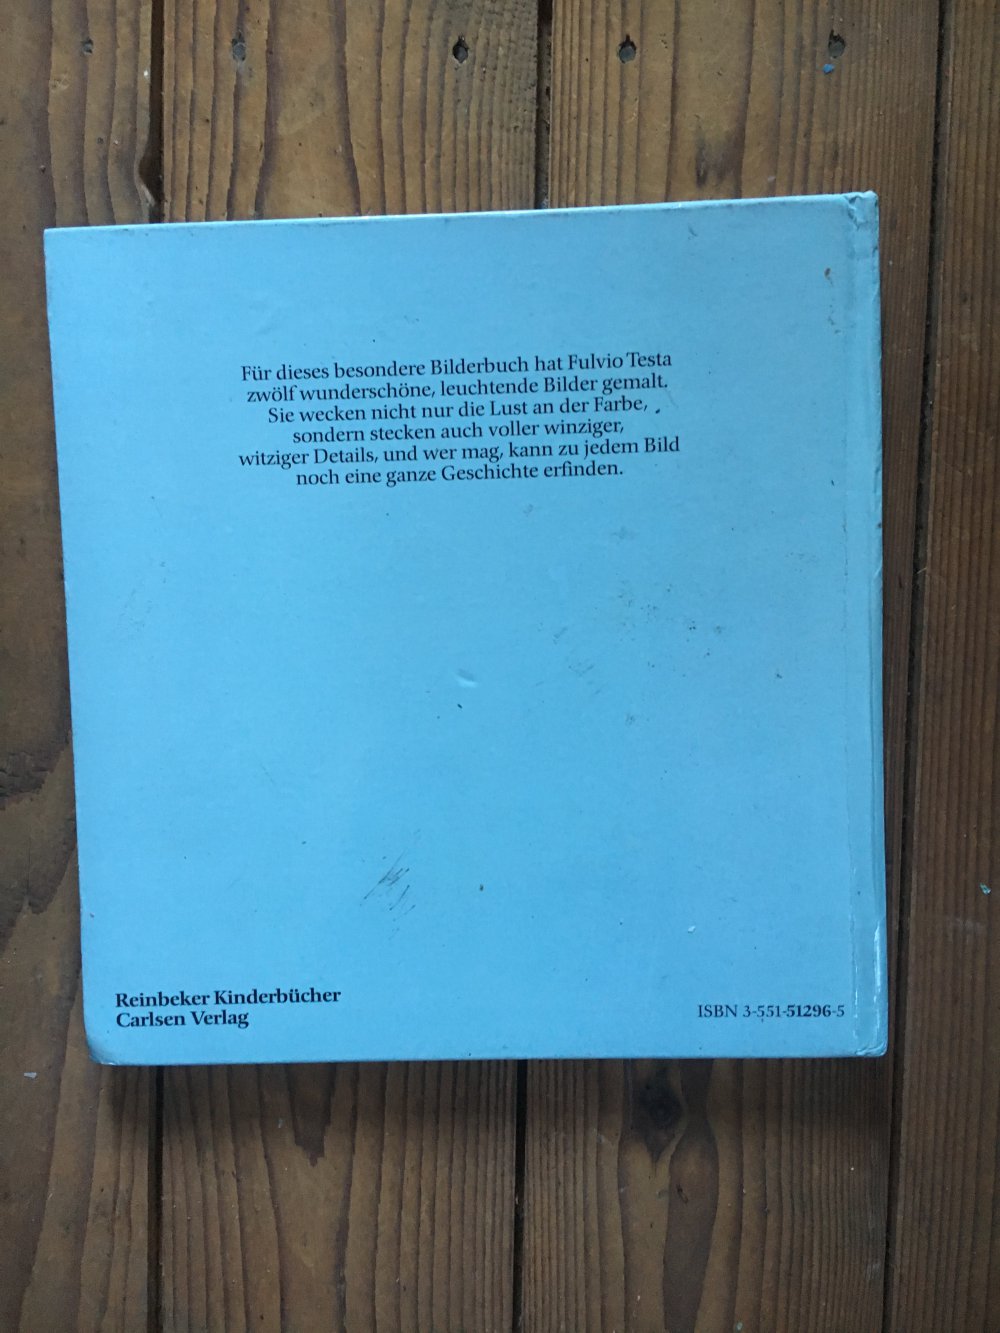 Für dieses besondere Bilderbuch hat Fulvio Testa
zwölf wunderschöne, leuchtende Bilder gemalt.
Sie wecken nicht nur die Lust an der Farbe,
sondern stecken auch voller winziger,
witziger Details, und wer mag, kann zu jedem Bild
noch eine ganze Geschichte erfinden.
Reinbeker Kinderbücher
Carlsen Verlag
ISBN 3-551-51296-5